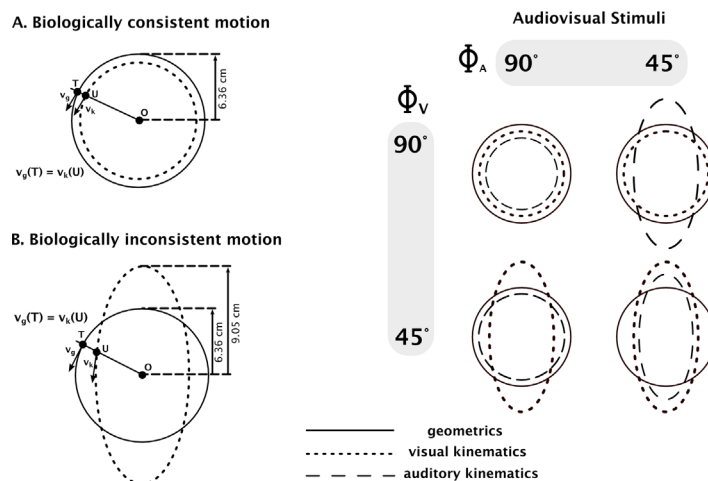 A. Biologically consistent motion
T
U
O
vg
vk
6.36 cm
vg(T) = vk(U)
B. Biologically inconsistent motion
vg(T) = vk(U)
T
U
O
vg
vk
6.36 cm
9.05 cm
Audiovisual Stimuli
ΦA 90° 45°
ΦV
90°
45°
geometrics
visual kinematics
auditory kinematics